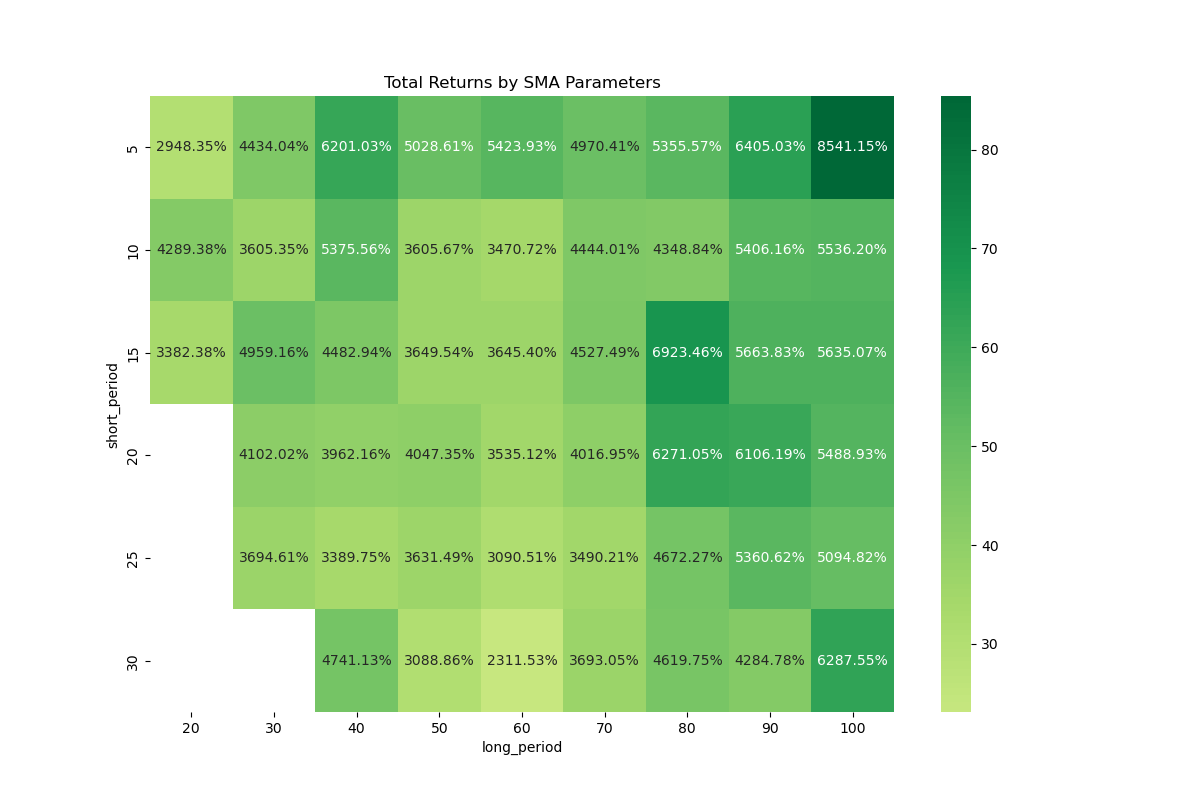 Total Returns by SMA Parameters
short_period
5 2948.35% 4434.04% 6201.03% 5028.61% 5423.93% 4970.41% 5355.57% 6405.03% 8541.15%
10 4289.38% 3605.35% 5375.56% 3605.67% 3470.72% 4444.01% 4348.84% 5406.16% 5536.20%
15 3382.38% 4959.16% 4482.94% 3649.54% 3645.40% 4527.49% 6923.46% 5663.83% 5635.07%
20 4102.02% 3962.16% 4047.35% 3535.12% 4016.95% 6271.05% 6106.19% 5488.93%
25 3694.61% 3389.75% 3631.49% 3090.51% 3490.21% 4672.27% 5360.62% 5094.82%
30 4741.13% 3088.86% 2311.53% 3693.05% 4619.75% 4284.78% 6287.55%
20 30 40 50 60 70 80 90 100
long_period
80
70
60
50
40
30